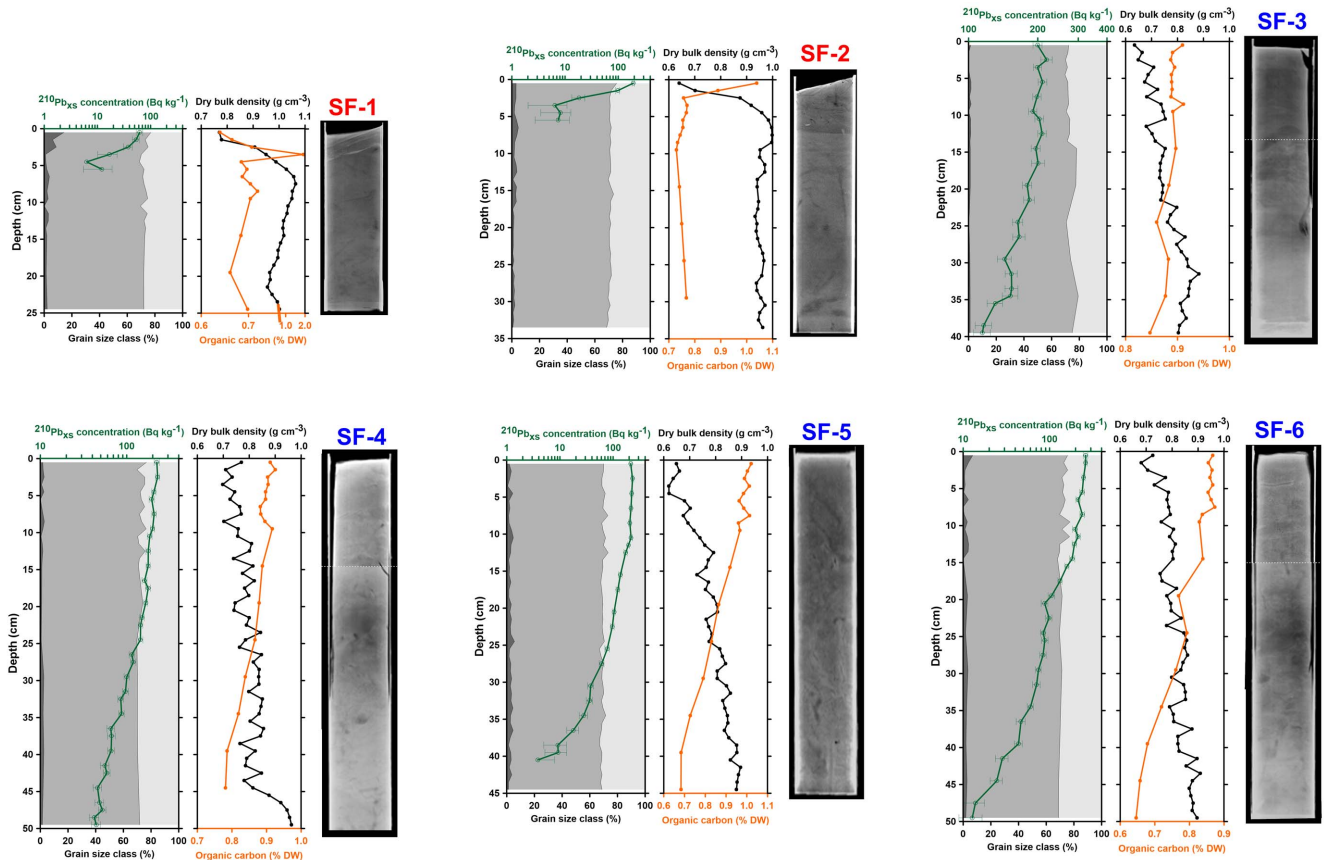 SF-1
210Pbxs concentration (Bq kg-1)
Dry bulk density (g cm-3)
1 10 100
0.7 0.8 0.9 1.0 1.1
Depth (cm)
0
5
10
15
20
25
0 20 40 60 80 100
0.6 0.7 1.0 2.0
Grain size class (%)
Organic carbon (% DW)
SF-2
210Pbxs concentration (Bq kg-1)
Dry bulk density (g cm-3)
1 10 100
0.6 0.7 0.8 0.9 1.0 1.1
Depth (cm)
0
5
10
15
20
25
30
35
0 20 40 60 80 100
0.6 0.7 0.8 0.9 1.0 1.1
Grain size class (%)
Organic carbon (% DW)
SF-3
210Pbxs concentration (Bq kg-1)
Dry bulk density (g cm-3)
100 200 300 400
0.6 0.7 0.8 0.9 1.0 1.1
Depth (cm)
0
5
10
15
20
25
30
35
40
0 20 40 60 80 100
0.8 0.9 1.0
Grain size class (%)
Organic carbon (% DW)
SF-4
210Pbxs concentration (Bq kg-1)
Dry bulk density (g cm-3)
10 100
0.6 0.7 0.8 0.9 1.0
Depth (cm)
0
5
10
15
20
25
30
35
40
45
50
0 20 40 60 80 100
0.7 0.8 0.9 1.0
Grain size class (%)
Organic carbon (% DW)
SF-5
210Pbxs concentration (Bq kg-1)
Dry bulk density (g cm-3)
1 10 100
0.6 0.7 0.8 0.9 1.0 1.1
Depth (cm)
0
5
10
15
20
25
30
35
40
45
0 20 40 60 80 100
0.6 0.7 0.8 0.9 1.0 1.1
Grain size class (%)
Organic carbon (% DW)
SF-6
210Pbxs concentration (Bq kg-1)
Dry bulk density (g cm-3)
10 100
0.6 0.7 0.8 0.9
Depth (cm)
0
5
10
15
20
25
30
35
40
45
50
0 20 40 60 80 100
0.6 0.7 0.8 0.9
Grain size class (%)
Organic carbon (% DW)